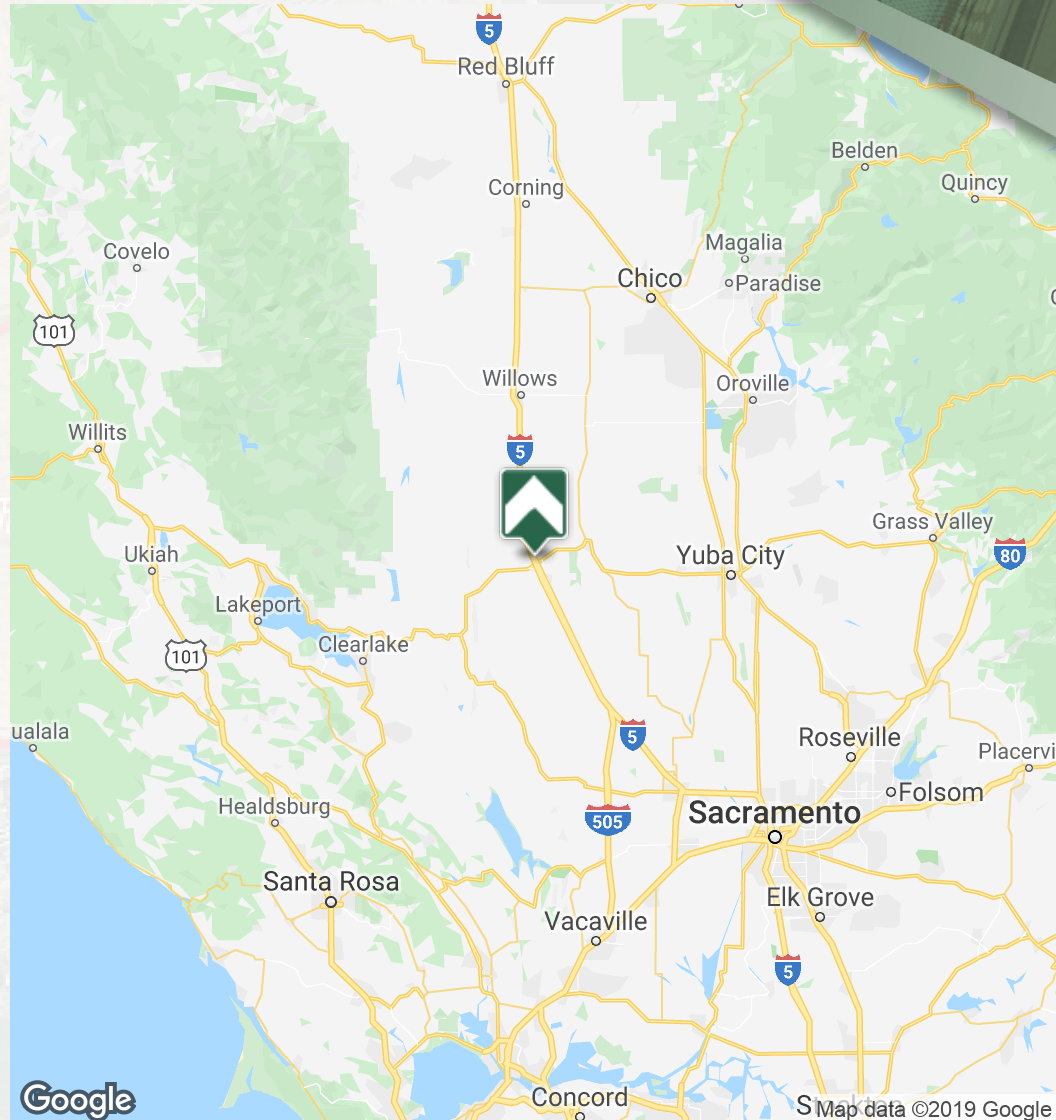 5
Red Bluff
Belden
Quincy
Corning
Covelo
Magalia
Chico
Paradise
101
Willows
Oroville
Willits
5
Grass Valley
Ukiah
Yuba City
80
Lakeport
Clearlake
101
ualala
5
Roseville
Placervi
Folsom
Healdsburg
505
Sacramento
Santa Rosa
Elk Grove
Vacaville
5
Concord
Google
Map data ©2019 Google